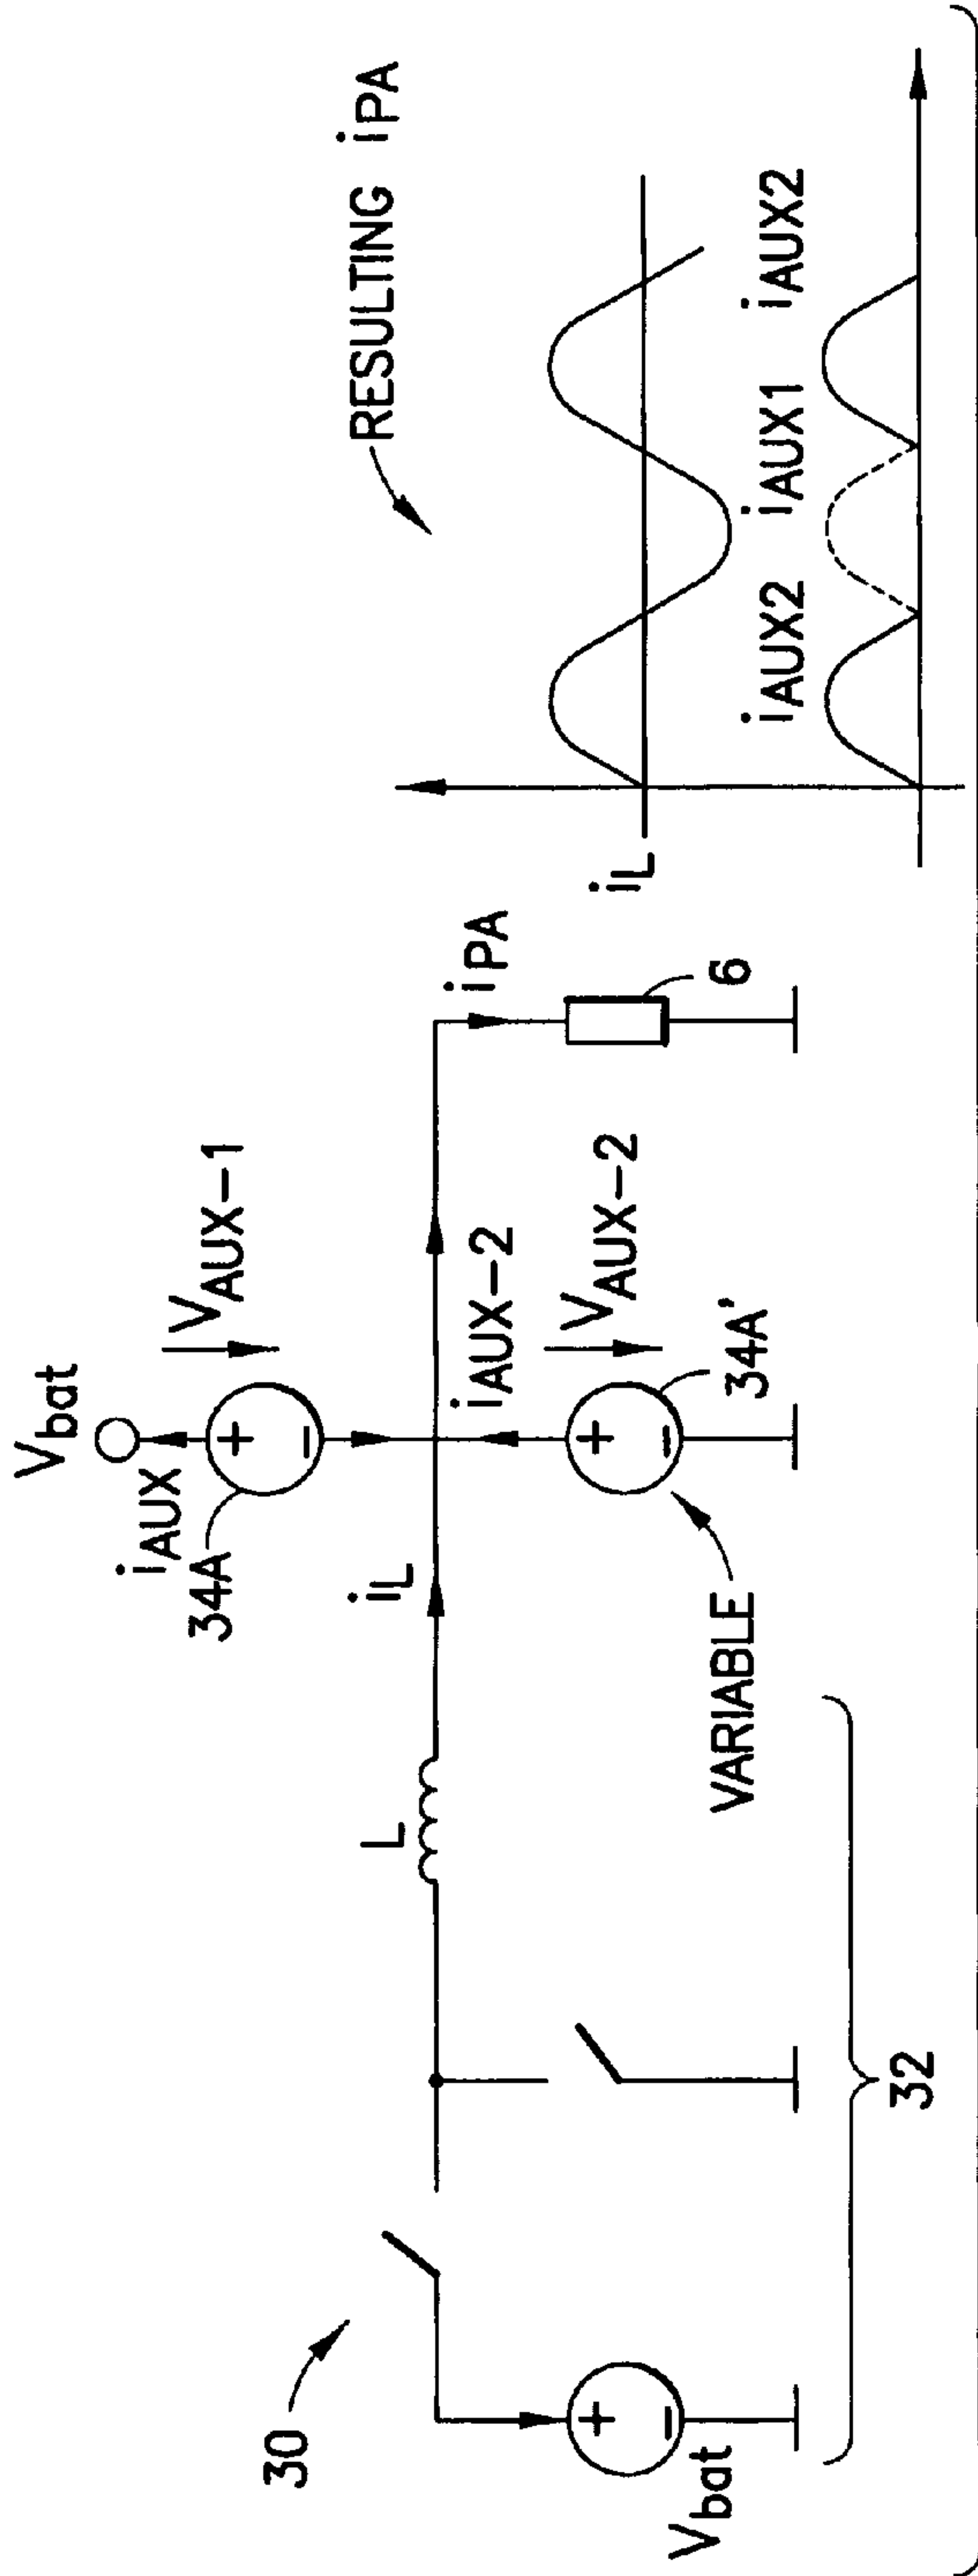 30
Vbat
32
L
iL
VARIABLE
Vbat
iAUX
34A
VAUX-1
iAUX-2
VAUX-2
34A'
iPA
6
RESULTING iPA
iL
iAUX2
iAUX1
iAUX2